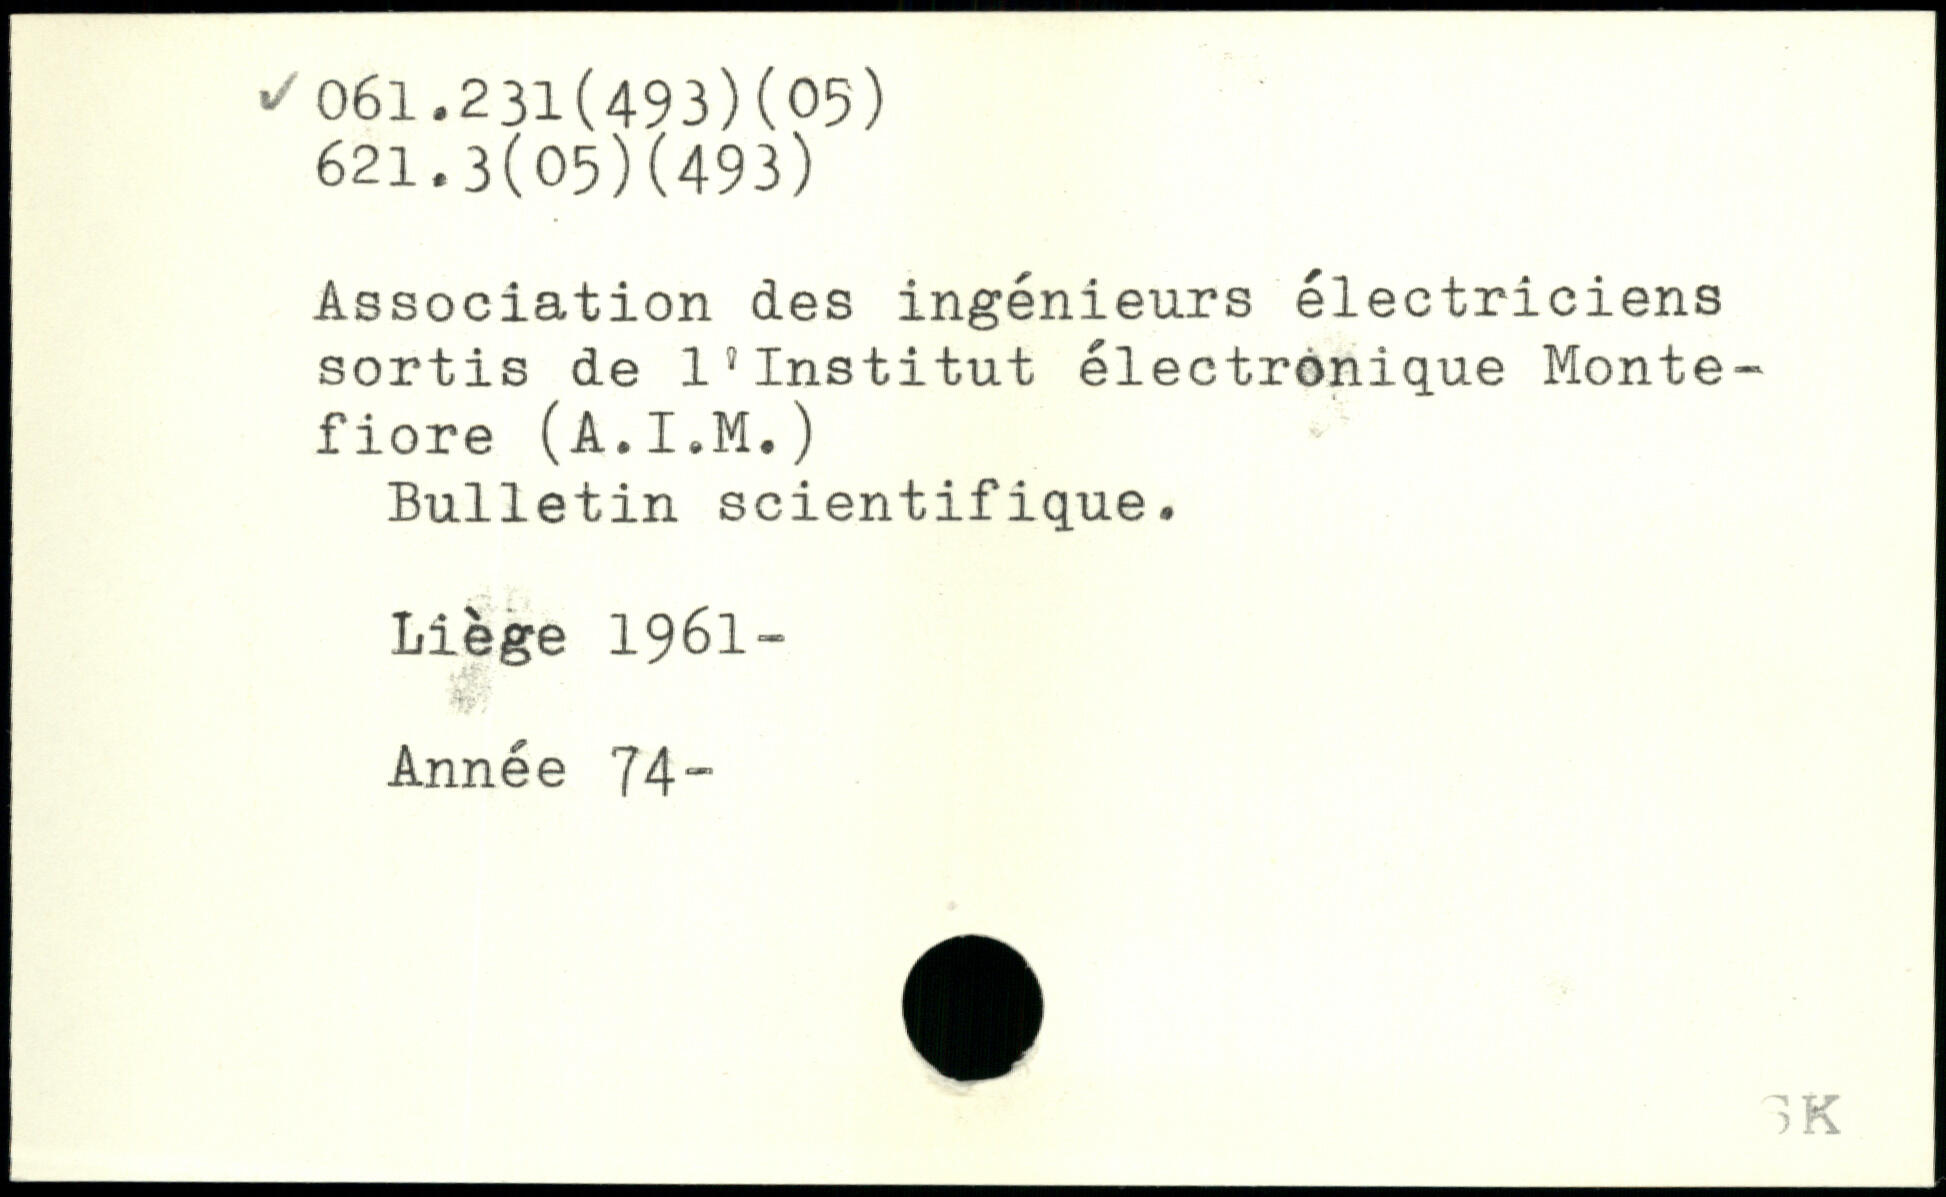 ✓ 061.231(493)(05)
621.3(05)(493)
Association des ingénieurs électriciens
sortis de l'Institut électronique Monte-
fiore (A.I.M.)
Bulletin scientifique.
Liège 1961-
Année 74-
SK